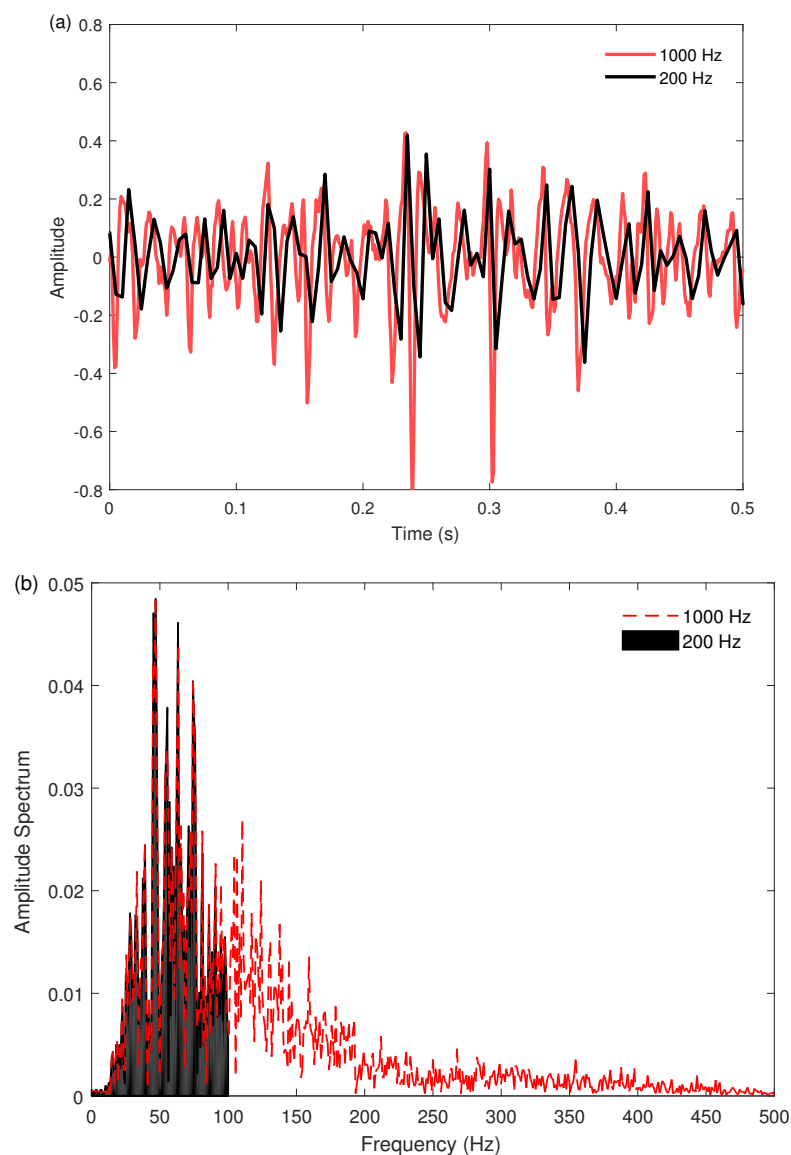 (a)
0.8
0.6
0.4
0.2
0
-0.2
-0.4
-0.6
-0.8
Amplitude
1000 Hz
200 Hz
0 0.1 0.2 0.3 0.4 0.5
Time (s)
(b)
0.05
0.04
0.03
0.02
0.01
0
Amplitude Spectrum
1000 Hz
200 Hz
0 50 100 150 200 250 300 350 400 450 500
Frequency (Hz)